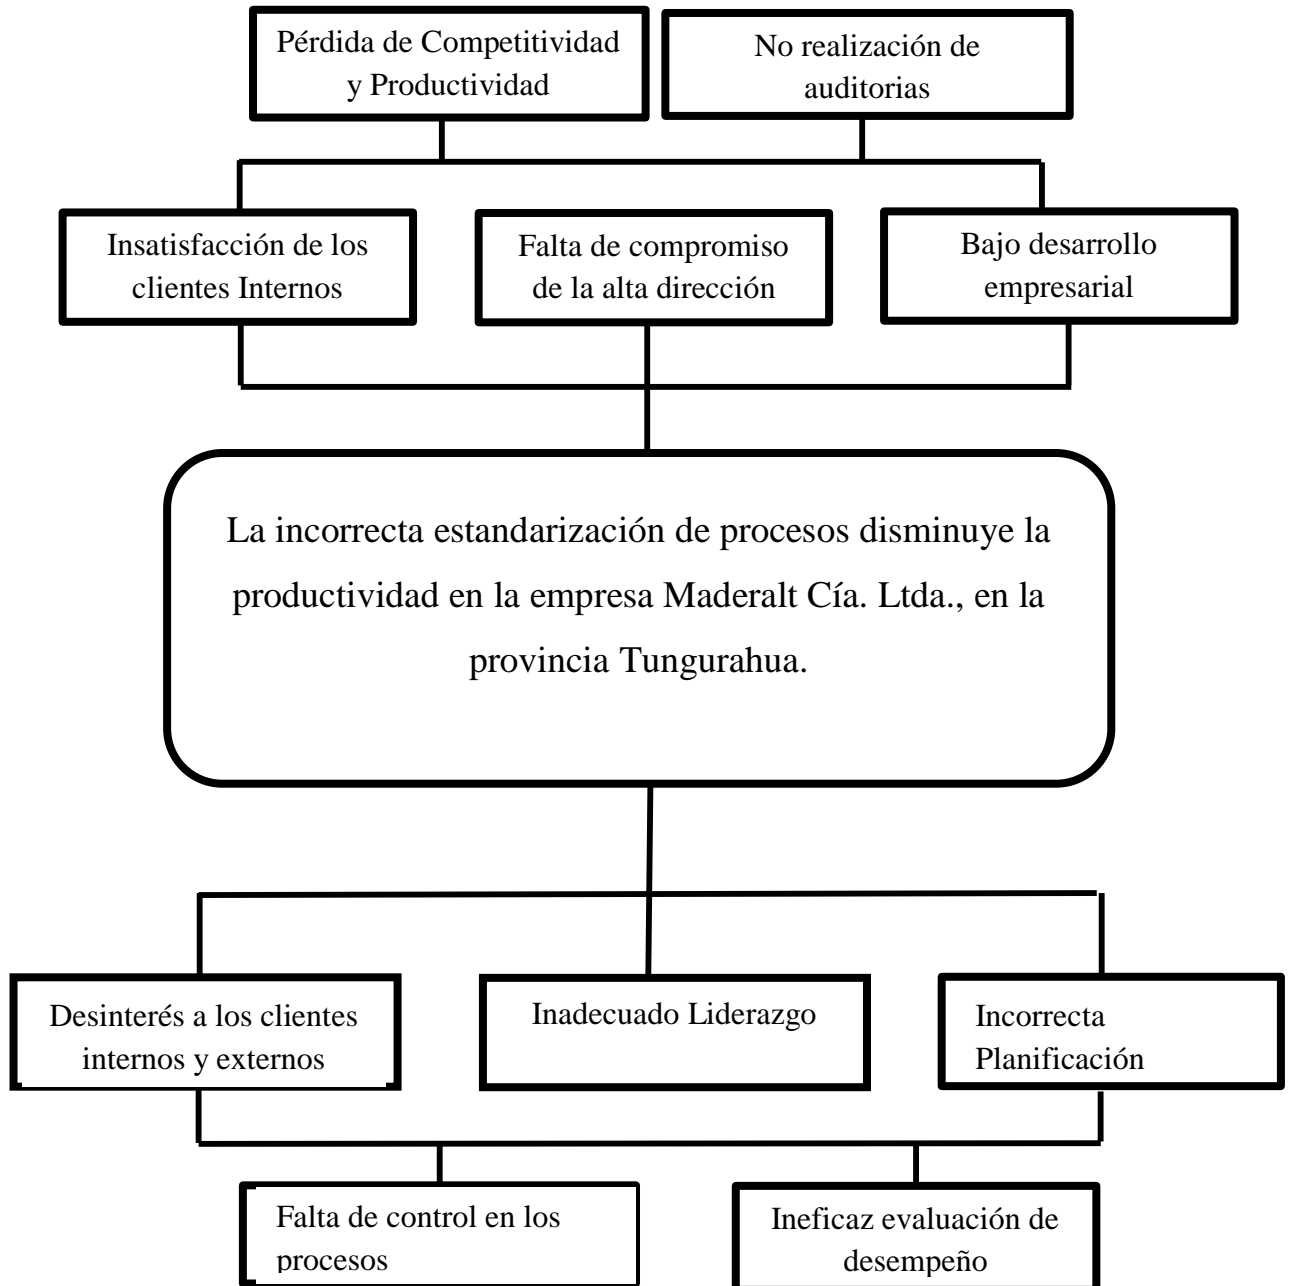 Pérdida de Competitividad
y Productividad
No realización de
auditorias
Insatisfacción de los
clientes Internos
Falta de compromiso
de la alta dirección
Bajo desarrollo
empresarial
La incorrecta estandarización de procesos disminuye la
productividad en la empresa Maderalt Cía. Ltda., en la
provincia Tungurahua.
Desinterés a los clientes
internos y externos
Inadecuado Liderazgo
Incorrecta
Planificación
Falta de control en los
procesos
Ineficaz evaluación de
desempeño